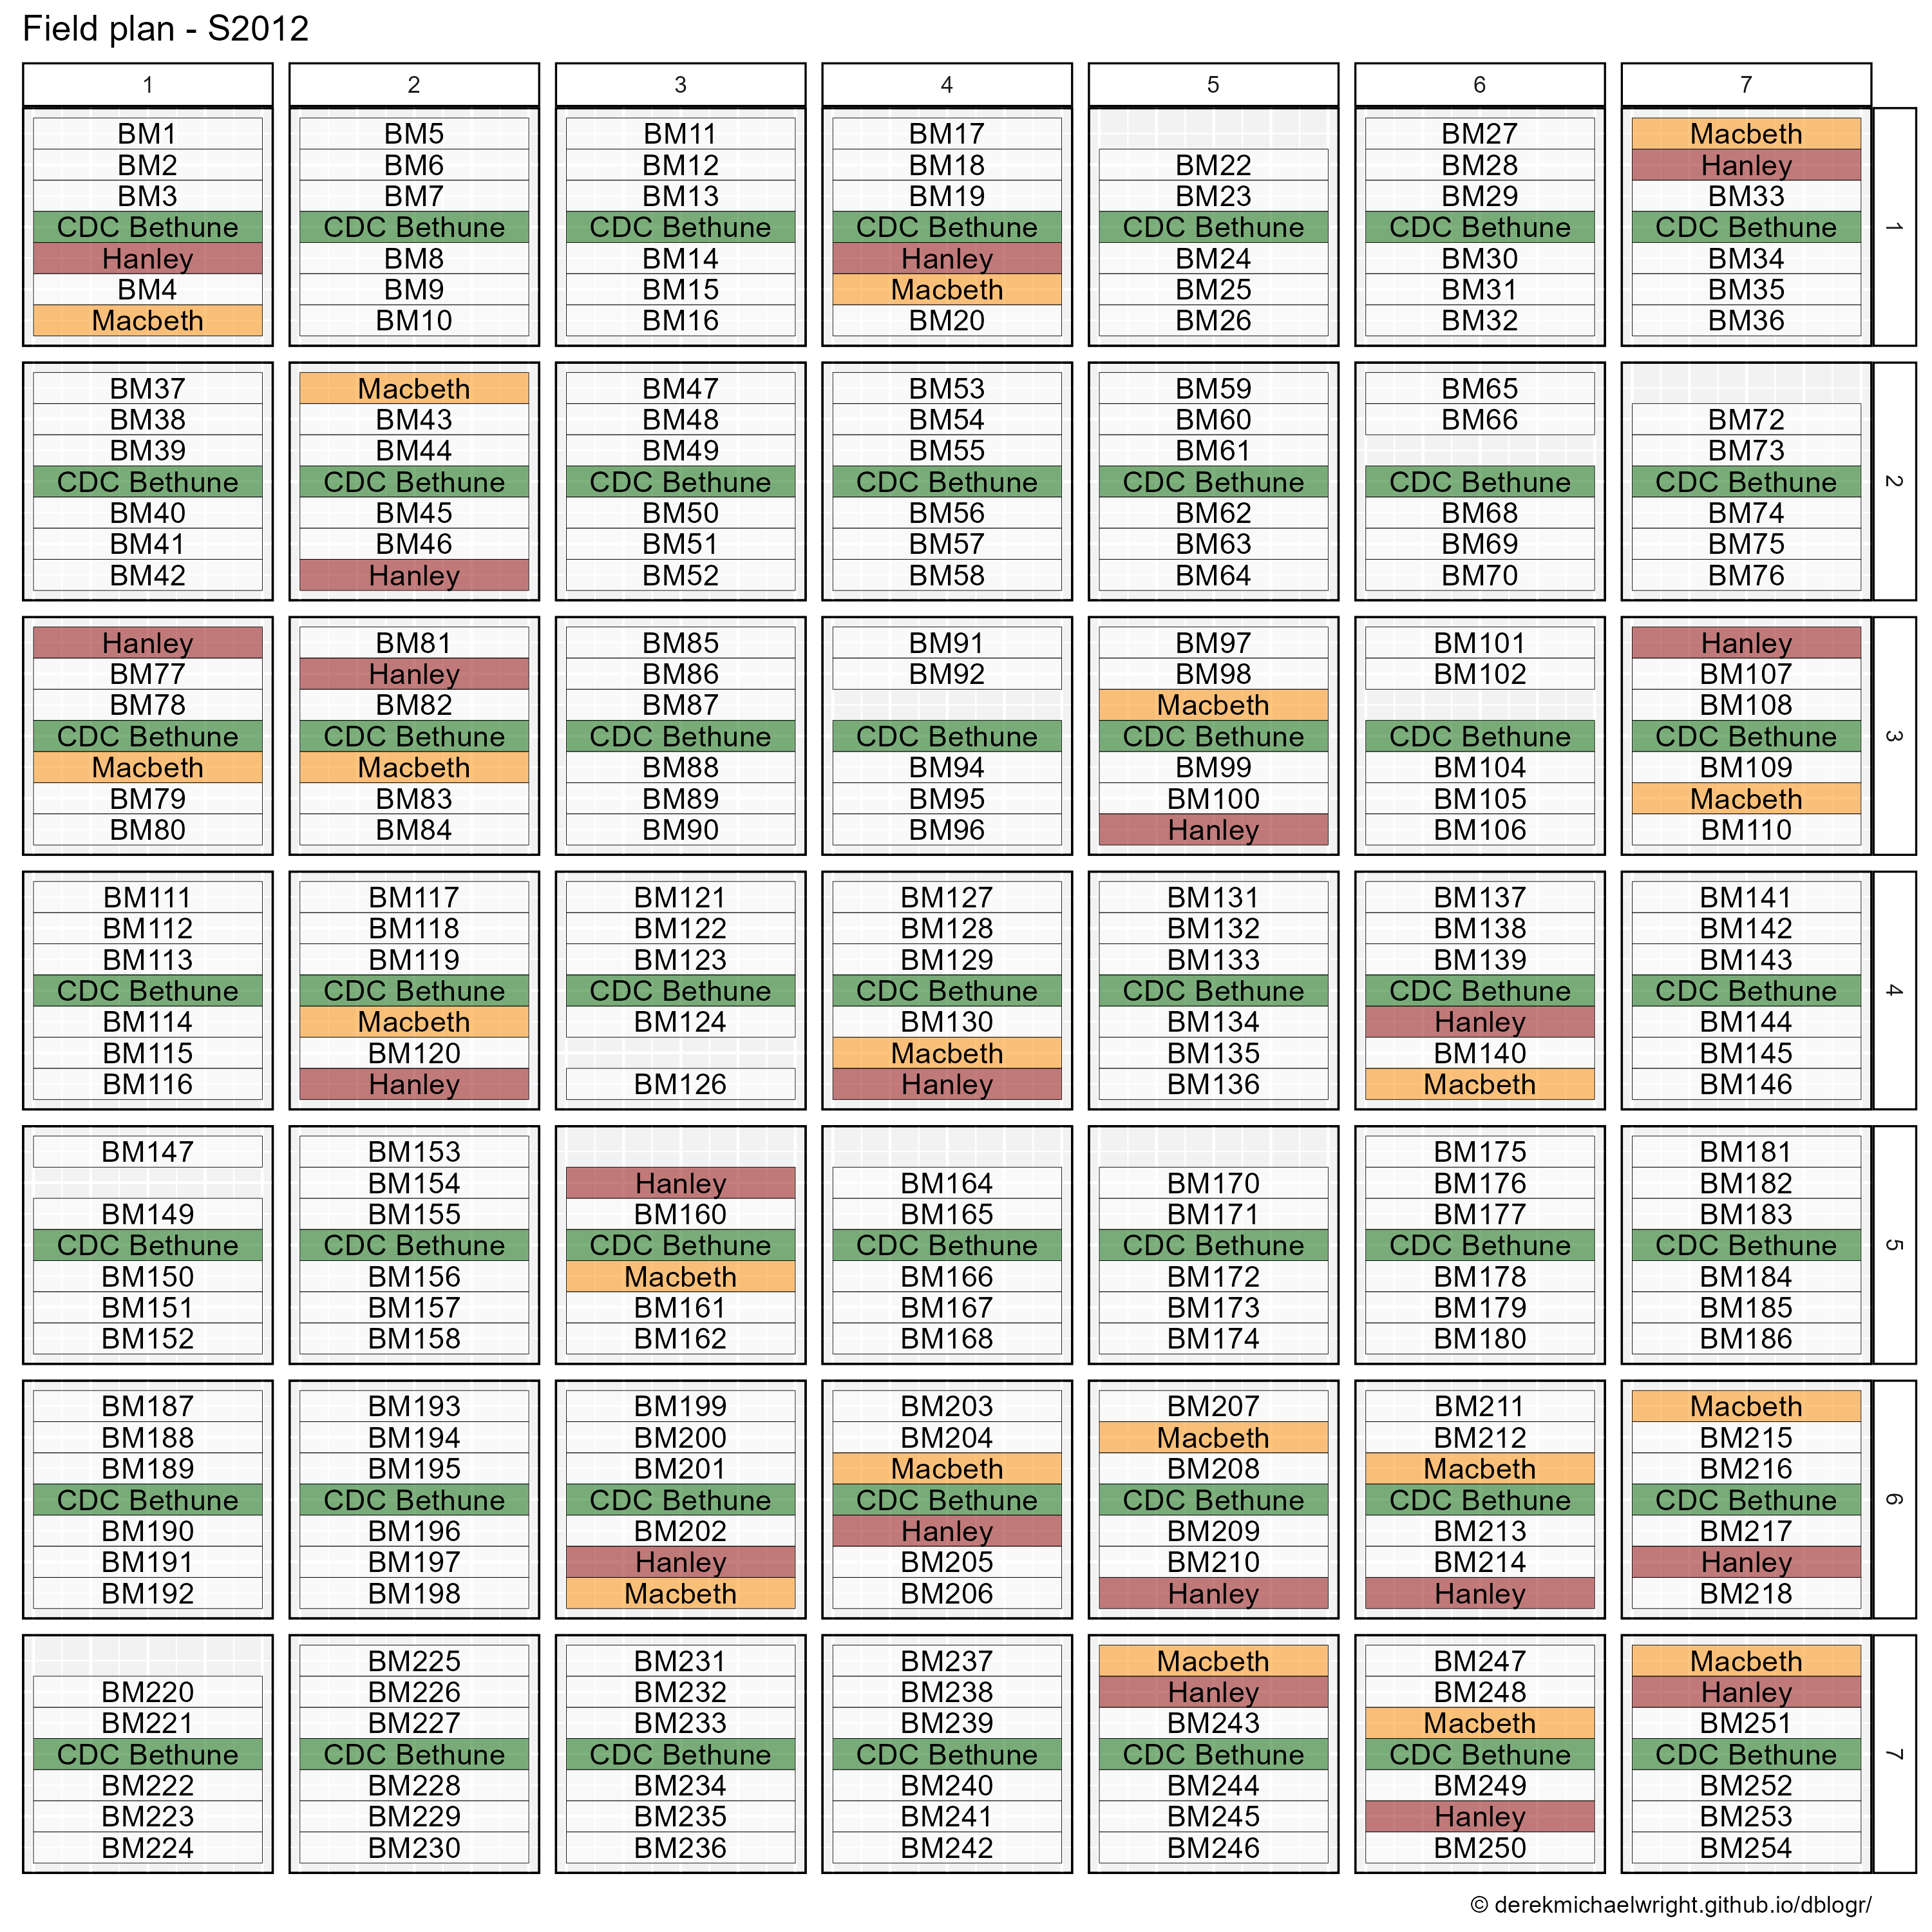 Field plan - S2012
1 2 3 4 5 6 7
BM1 BM5 BM11 BM17 BM27 Macbeth
BM2 BM6 BM12 BM18 BM22 BM28 Hanley
BM3 BM7 BM13 BM19 BM23 BM29 BM33
CDC Bethune CDC Bethune CDC Bethune CDC Bethune CDC Bethune CDC Bethune CDC Bethune 1
Hanley BM8 BM14 Hanley BM24 BM30 BM34
BM4 BM9 BM15 Macbeth BM25 BM31 BM35
Macbeth BM10 BM16 BM20 BM26 BM32 BM36
BM37 Macbeth BM47 BM53 BM59 BM65
BM38 BM43 BM48 BM54 BM60 BM66 BM72
BM39 BM44 BM49 BM55 BM61 BM73
CDC Bethune CDC Bethune CDC Bethune CDC Bethune CDC Bethune CDC Bethune CDC Bethune 2
BM40 BM45 BM50 BM56 BM62 BM68 BM74
BM41 BM46 BM51 BM57 BM63 BM69 BM75
BM42 Hanley BM52 BM58 BM64 BM70 BM76
Hanley BM81 BM85 BM91 BM97 BM101 Hanley
BM77 Hanley BM86 BM92 BM98 BM102 BM107
BM78 BM82 BM87 Macbeth BM108
CDC Bethune CDC Bethune CDC Bethune CDC Bethune CDC Bethune CDC Bethune CDC Bethune 3
Macbeth Macbeth BM88 BM94 BM99 BM104 BM109
BM79 BM83 BM89 BM95 BM100 BM105 Macbeth
BM80 BM84 BM90 BM96 Hanley BM106 BM110
BM111 BM117 BM121 BM127 BM131 BM137 BM141
BM112 BM118 BM122 BM128 BM132 BM138 BM142
BM113 BM119 BM123 BM129 BM133 BM139 BM143
CDC Bethune CDC Bethune CDC Bethune CDC Bethune CDC Bethune CDC Bethune CDC Bethune 4
BM114 Macbeth BM124 BM130 BM134 Hanley BM144
BM115 BM120 Macbeth BM135 BM140 BM145
BM116 Hanley BM126 Hanley BM136 Macbeth BM146
BM147 BM153 BM175 BM181
BM154 Hanley BM164 BM170 BM176 BM182
BM149 BM155 BM160 BM165 BM171 BM177 BM183
CDC Bethune CDC Bethune CDC Bethune CDC Bethune CDC Bethune CDC Bethune CDC Bethune 5
BM150 BM156 Macbeth BM166 BM172 BM178 BM184
BM151 BM157 BM161 BM167 BM173 BM179 BM185
BM152 BM158 BM162 BM168 BM174 BM180 BM186
BM187 BM193 BM199 BM203 BM207 BM211 Macbeth
BM188 BM194 BM200 BM204 Macbeth BM212 BM215
BM189 BM195 BM201 Macbeth BM208 Macbeth BM216
CDC Bethune CDC Bethune CDC Bethune CDC Bethune CDC Bethune CDC Bethune CDC Bethune 6
BM190 BM196 BM202 Hanley BM209 BM213 BM217
BM191 BM197 Hanley BM205 BM210 BM214 Hanley
BM192 BM198 Macbeth BM206 Hanley Hanley BM218
BM225 BM231 BM237 Macbeth BM247 Macbeth
BM220 BM226 BM232 BM238 Hanley BM248 Hanley
BM221 BM227 BM233 BM239 BM243 Macbeth BM251
CDC Bethune CDC Bethune CDC Bethune CDC Bethune CDC Bethune CDC Bethune CDC Bethune 7
BM222 BM228 BM234 BM240 BM244 BM249 BM252
BM223 BM229 BM235 BM241 BM245 Hanley BM253
BM224 BM230 BM236 BM242 BM246 BM250 BM254
© derekmichaelwright.github.io/dblogr/